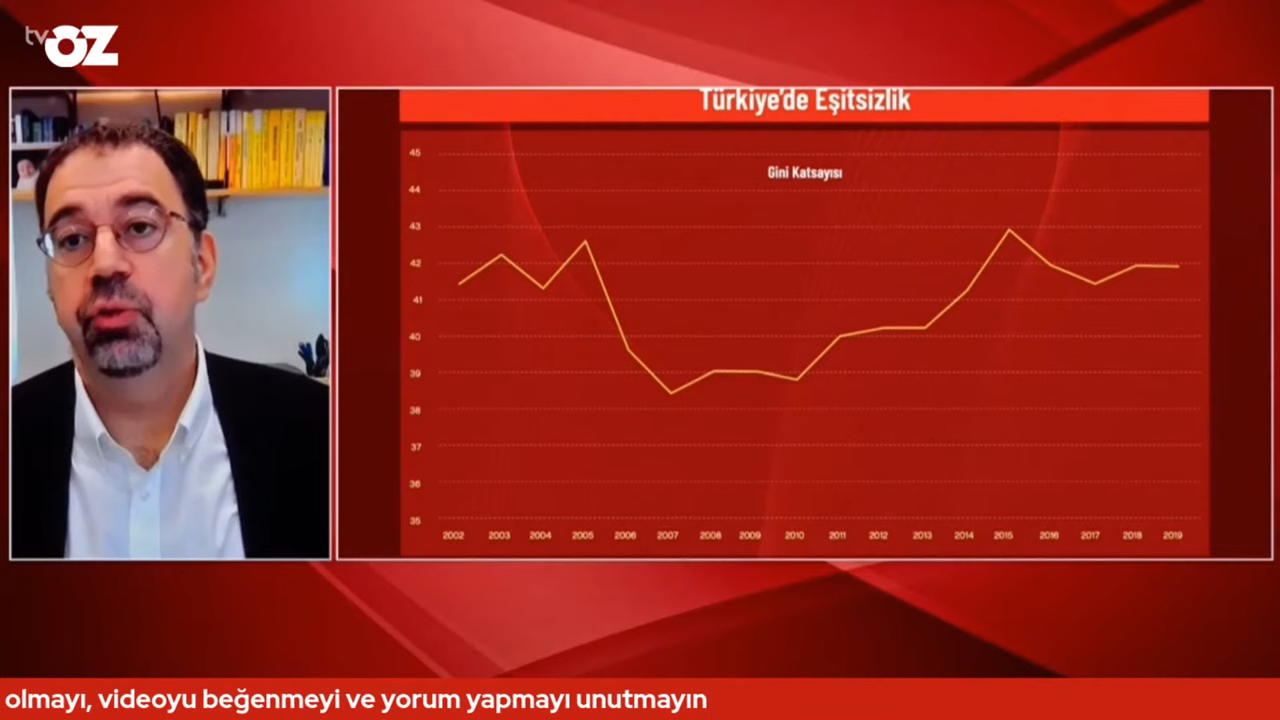 tv OZ
Türkiye'de Eşitsizlik
Gini Katsayısı
45
44
43
42
41
40
39
38
37
36
35
2002 2003 2004 2005 2006 2007 2008 2009 2010 2011 2012 2013 2014 2015 2016 2017 2018 2019
olmayı, videoyu beğenmeyi ve yorum yapmayı unutmayın